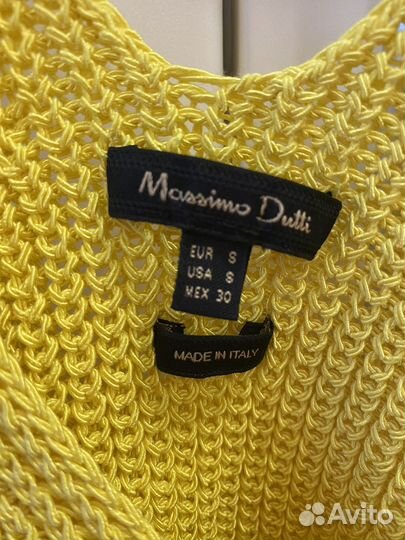 Massimo Dutti
EUR S
USA S
MEX 30
MADE IN ITALY
Avito